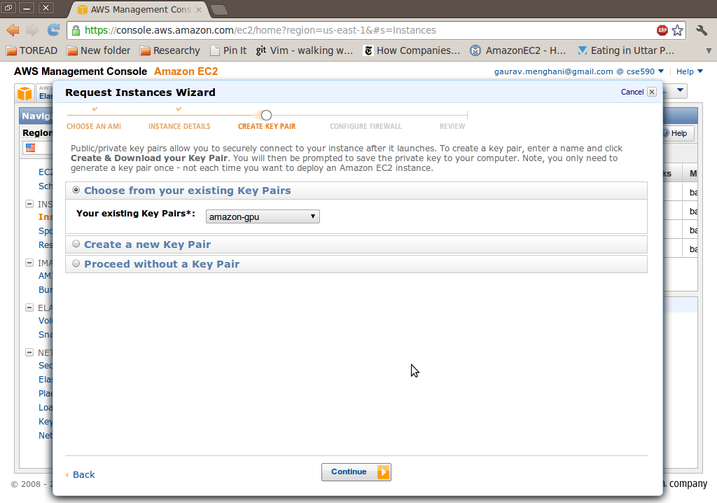 AWS Management Cons
https://console.aws.amazon.com/ec2/home?region=us-east-1&#s=Instances
TOREAD
New folder
Researchy
Pin It
git
Vim - walking w...
How Companies...
AmazonEC2 - H...
Eating in Uttar P...
AWS Management Console
Amazon EC2
gaurav.menghani@gmail.com @ cse590
Help
Request Instances Wizard
Cancel
CHOOSE AN AMI
INSTANCE DETAILS
CREATE KEY PAIR
CONFIGURE FIREWALL
REVIEW
Public/private key pairs allow you to securely connect to your instance after it launches. To create a key pair, enter a name and click
Create & Download your Key Pair. You will then be prompted to save the private key to your computer. Note, you only need to
generate a key pair once - not each time you want to deploy an Amazon EC2 instance.
Choose from your existing Key Pairs
Your existing Key Pairs*:
amazon-gpu
Create a new Key Pair
Proceed without a Key Pair
‹ Back
Continue
Ela
Navig
Region
EC
Sch
INS
Ins
Spo
Res
IMA
AM
Bun
ELA
Vol
Sna
NET
Sec
Elas
Pla
Loa
Key
Net
Help
ks
M
ba
ba
ba
ba
© 2008 -
company